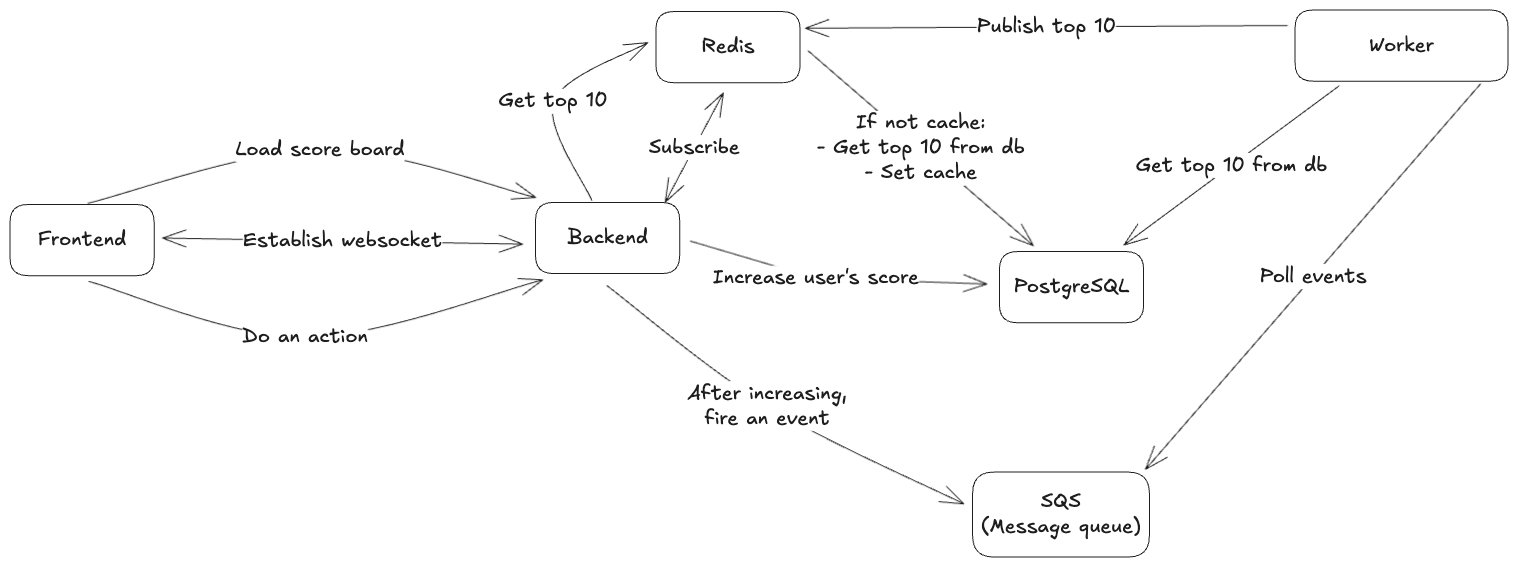 Publish top 10
Redis
Worker
Get top 10
If not cache:
- Get top 10 from db
- Set cache
Subscribe
Load score board
Get top 10 from db
Frontend
Establish websocket
Backend
Increase user's score
PostgreSQL
Poll events
Do an action
After increasing,
fire an event
SQS
(Message queue)